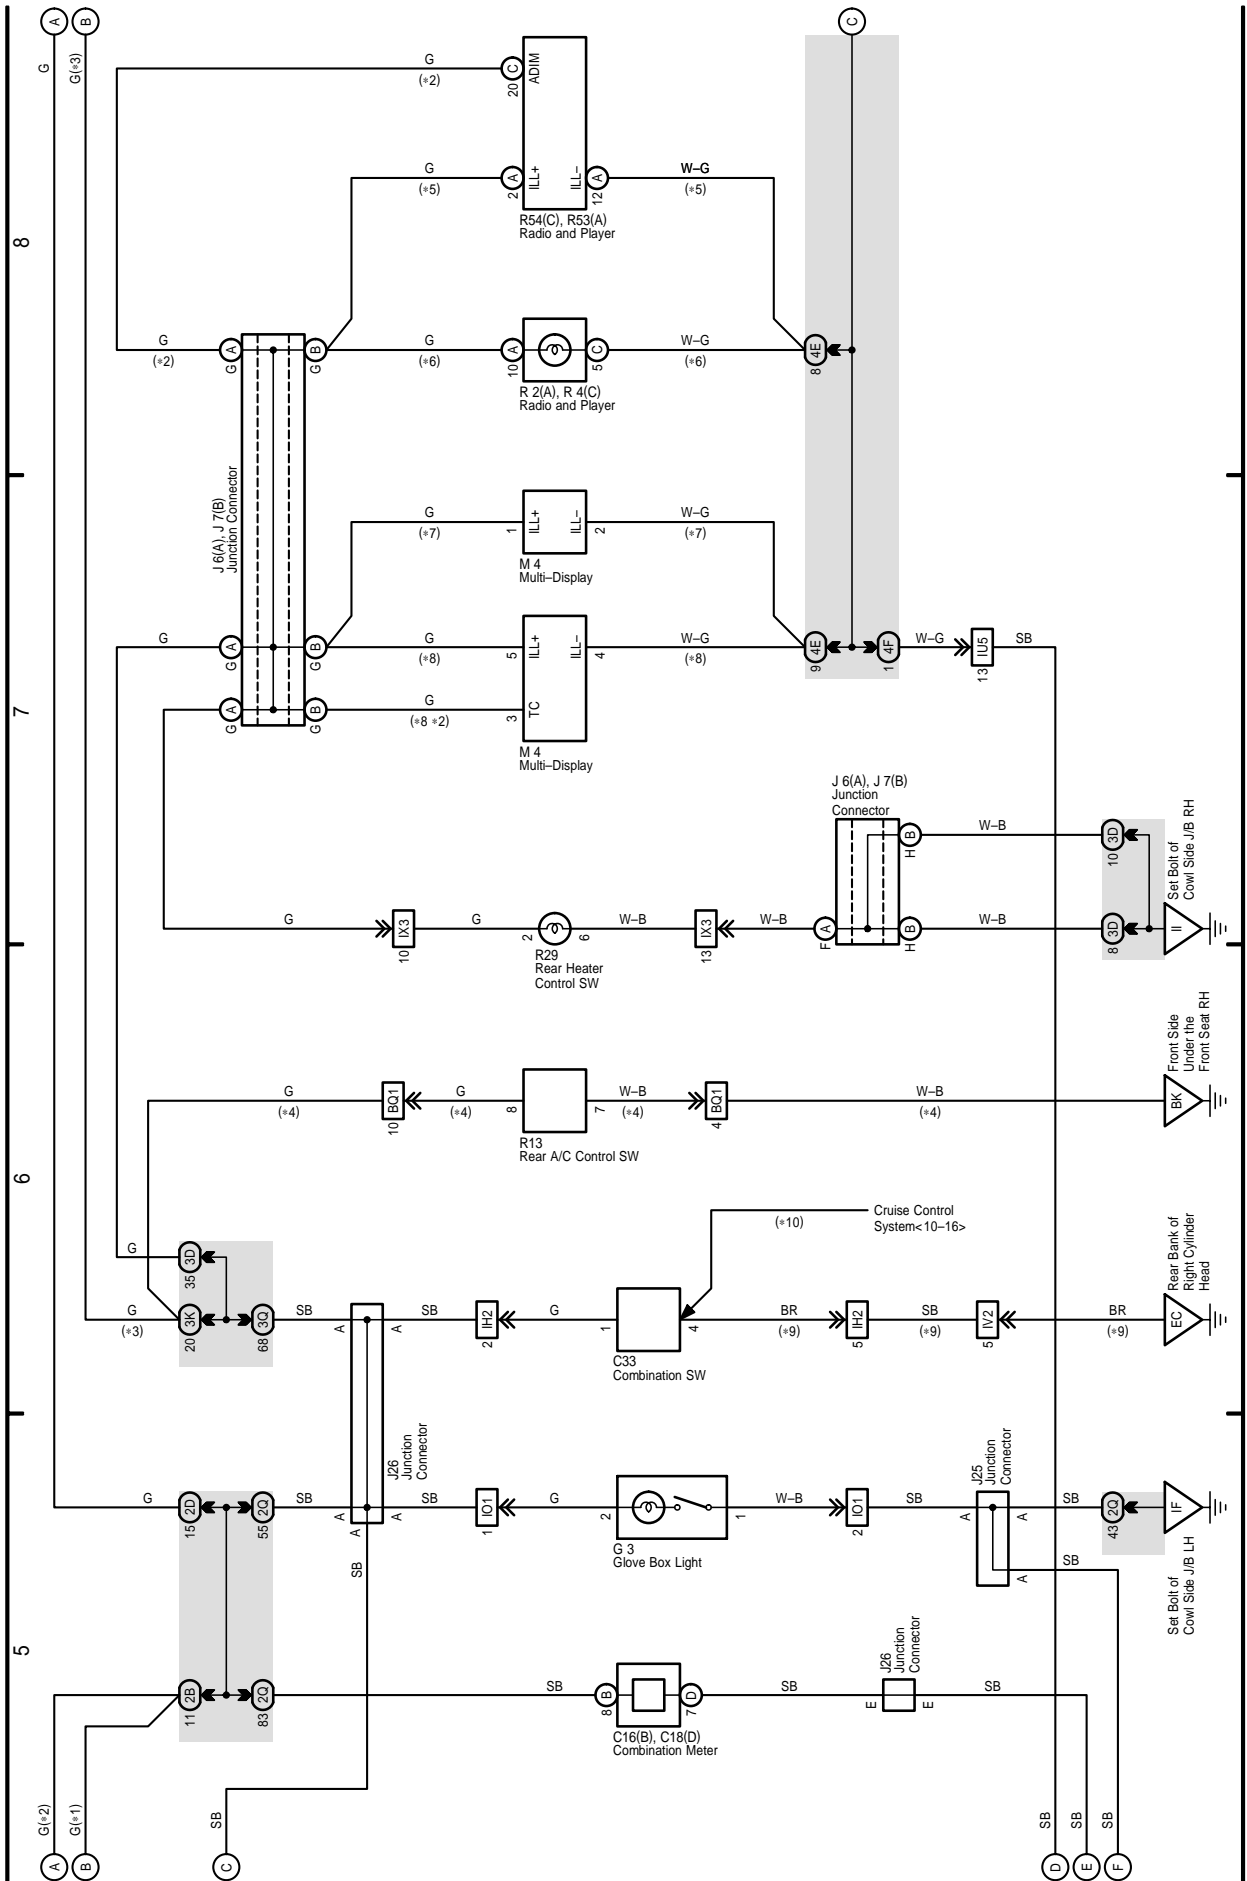 A
B
G
G(*3)
8
7
6
5
C
G
(*2)
20
C
ADIM
G
(*5)
2
A
ILL+
ILL-
12
A
W-G
(*5)
R54(C), R53(A)
Radio and Player
G
(*2)
G
A
B
G
G
(*6)
10
A
C
5
W-G
(*6)
8
4E
R 2(A), R 4(C)
Radio and Player
J 6(A), J 7(B)
Junction Connector
G
(*7)
1
ILL+
ILL-
2
W-G
(*7)
M 4
Multi-Display
G
G
A
B
G
G
(*8)
5
ILL+
ILL-
4
W-G
(*8)
9
4E
1
4F
W-G
13
IU5
SB
G
A
B
G
G
(*8 *2)
3
TC
M 4
Multi-Display
J 6(A), J 7(B)
Junction
Connector
H
B
W-B
10
3D
G
10
IX3
G
2
6
W-B
13
IX3
W-B
F
A
H
B
W-B
8
3D
II
Set Bolt of
Cowl Side J/B RH
R29
Rear Heater
Control SW
G
(*4)
10
BQ1
G
(*4)
8
7
W-B
(*4)
4
BQ1
W-B
(*4)
BK
Front Side
Under the
Front Seat RH
R13
Rear A/C Control SW
(*10)
Cruise Control
System<10-16>
G
35
3D
G
(*3)
20
3K
68
3Q
SB
A
A
SB
2
IH2
G
1
4
BR
(*9)
5
IH2
SB
(*9)
5
IV2
BR
(*9)
EC
Rear Bank of
Right Cylinder
Head
C33
Combination SW
J26
Junction
Connector
J25
Junction
Connector
G
15
2D
55
2Q
SB
A
A
A
SB
SB
1
IO1
G
2
1
W-B
2
IO1
SB
A
A
A
SB
SB
43
2Q
IF
Set Bolt of
Cowl Side J/B LH
G 3
Glove Box Light
11
2B
83
2Q
SB
8
B
D
7
SB
E
E
SB
J26
Junction
Connector
C16(B), C18(D)
Combination Meter
G(*2)
G(*1)
SB
SB
SB
SB
A
B
C
D
E
F